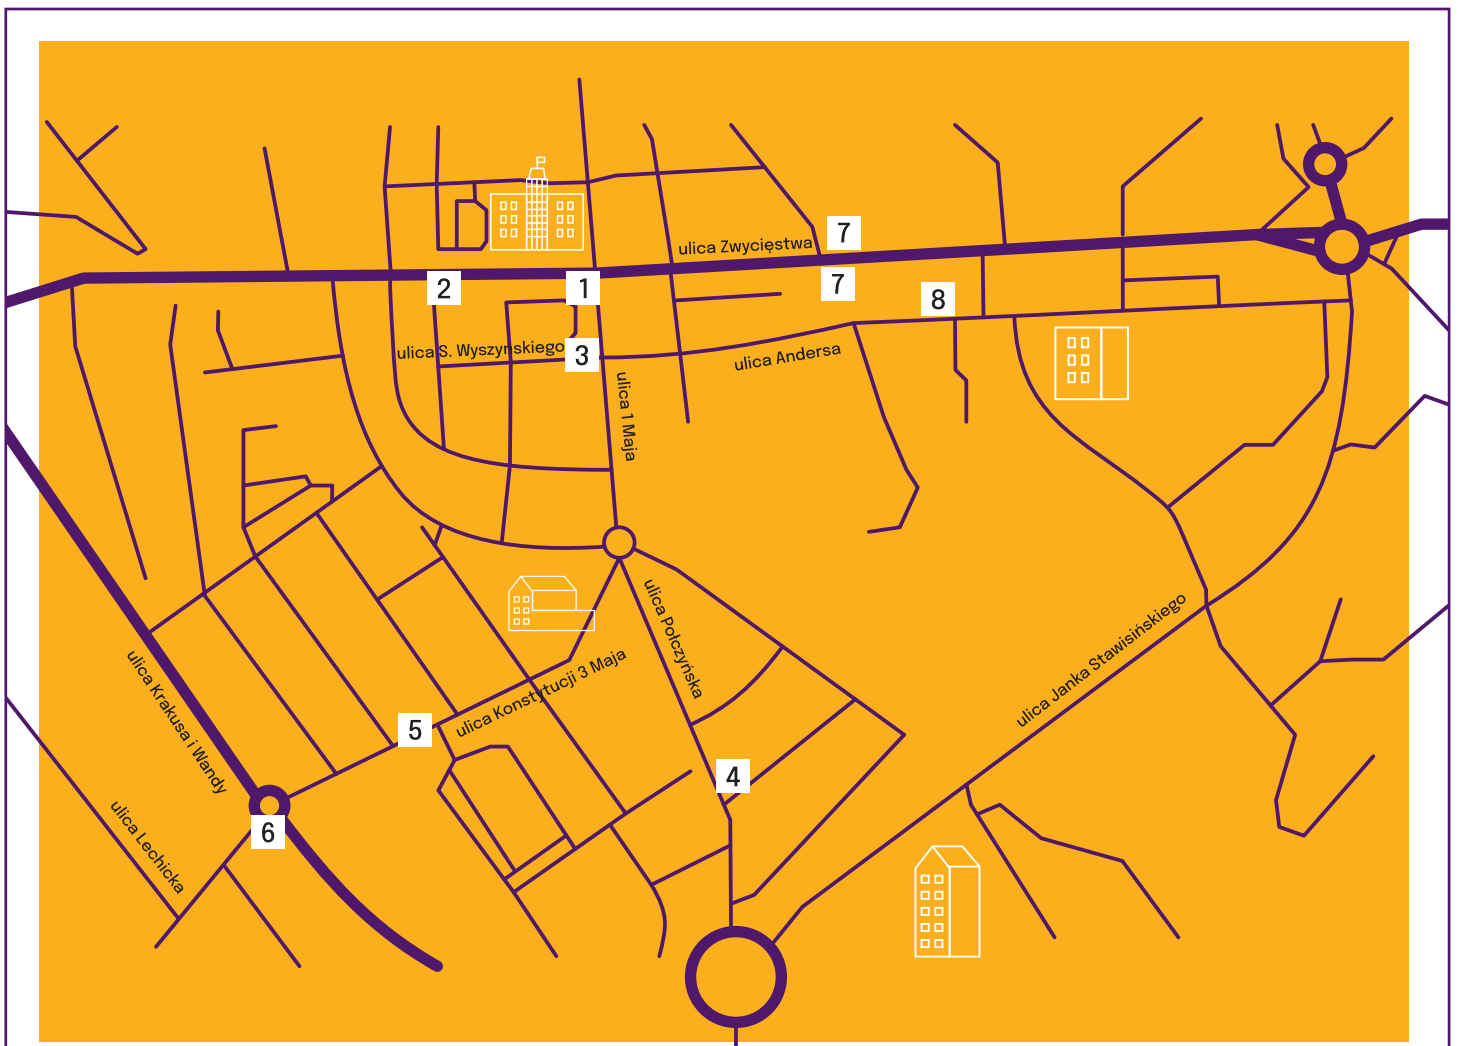 7
ulica Zwycięstwa
2
1
7
8
ulica S. Wyszyńskiego
3
ulica Andersa
ulica 1 Maja
ulica Połczyńska
ulica Janka Stawisińskiego
ulica Konstytucji 3 Maja
ulica Krakusa i Wandy
5
4
6
ulica Lechicka